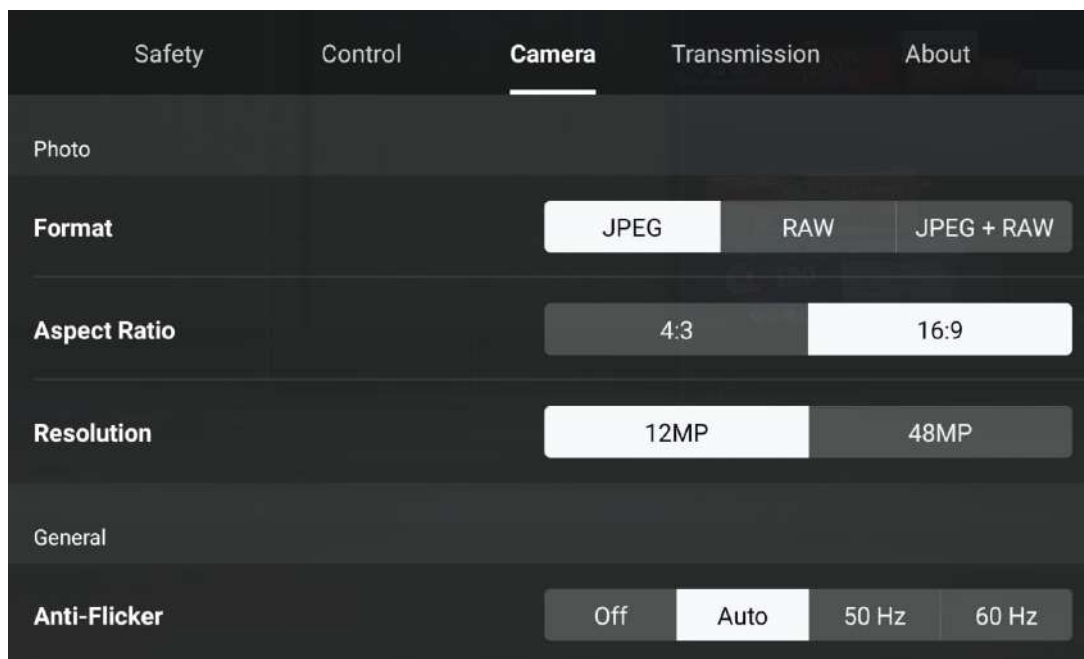 Safety Control Camera Transmission About
Photo
Format JPEG RAW JPEG + RAW
Aspect Ratio 4:3 16:9
Resolution 12MP 48MP
General
Anti-Flicker Off Auto 50 Hz 60 Hz